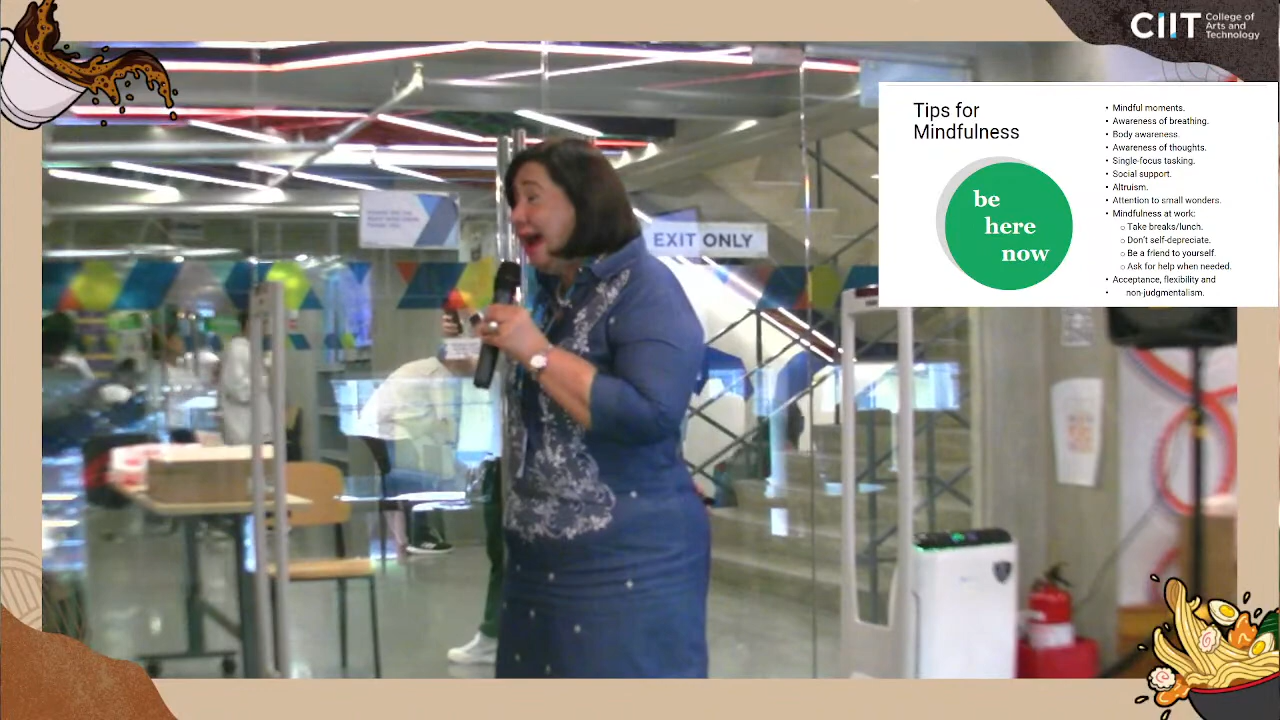 CIIT College of
Arts and
Technology
Tips for
Mindfulness
be
here
now
• Mindful moments.
• Awareness of breathing.
• Body awareness.
• Awareness of thoughts.
• Single-focus tasking.
• Social support.
• Altruism.
• Attention to small wonders.
• Mindfulness at work:
o Take breaks/lunch.
o Don't self-depreciate.
o Be a friend to yourself.
o Ask for help when needed.
• Acceptance, flexibility and
• non-judgmentalism.
EXIT ONLY